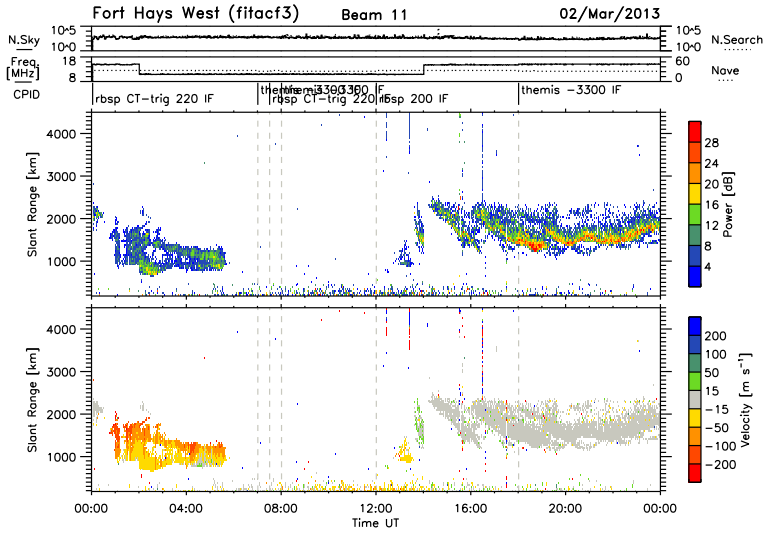 Fort Hays West (fitacf3) Beam 11 02/Mar/2013
N.Sky 10^5 10^0 10^5 10^0 N.Search
Freq. [MHz] 18 8 60 0 Nave
CPID rbsp CT-trig 220 IF themis -3300 IF rbsp CT-trig 220 IF rbsp 200 IF themis -3300 IF
Slant Range [km]
4000
3000
2000
1000
Power [dB]
28
24
20
16
12
8
4
Slant Range [km]
4000
3000
2000
1000
Velocity [m s⁻¹]
200
100
50
15
-15
-50
-100
-200
00:00 04:00 08:00 12:00 16:00 20:00 00:00
Time UT